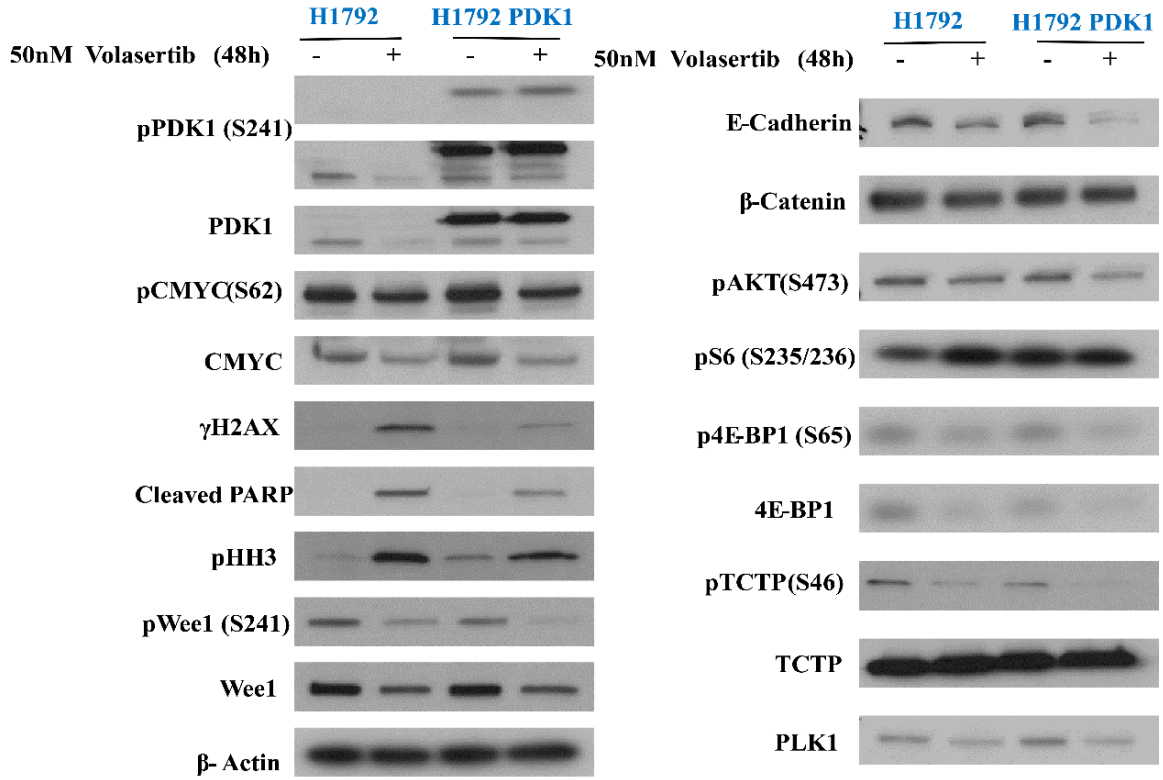 H1792 H1792 PDK1
50nM Volasertib (48h) - + - +
pPDK1 (S241)
PDK1
pCMYC(S62)
CMYC
γH2AX
Cleaved PARP
pHH3
pWee1 (S241)
Wee1
β- Actin
H1792 H1792 PDK1
50nM Volasertib (48h) - + - +
E-Cadherin
β-Catenin
pAKT(S473)
pS6 (S235/236)
p4E-BP1 (S65)
4E-BP1
pTCTP(S46)
TCTP
PLK1